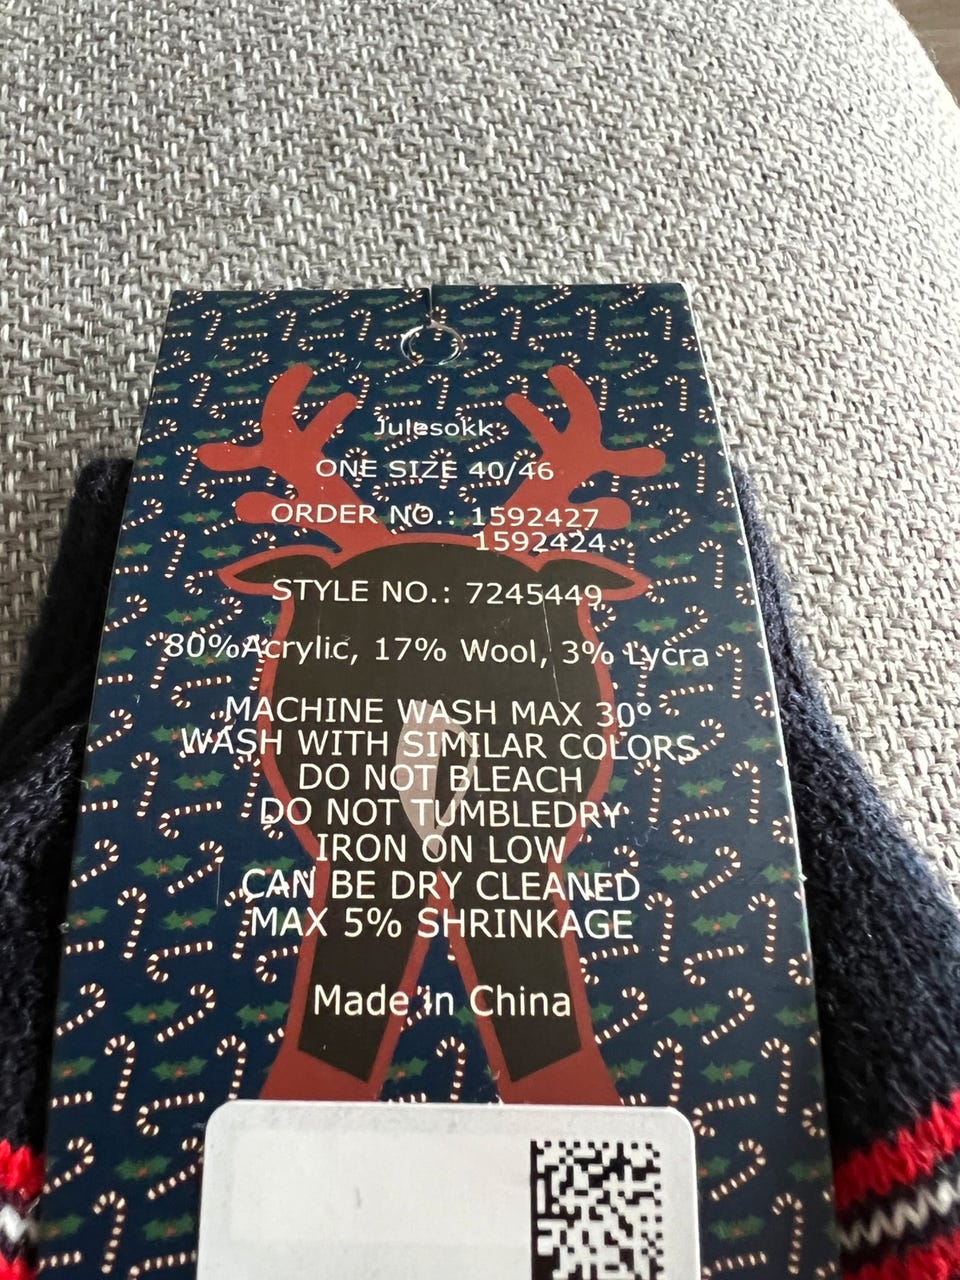 Julesokk
ONE SIZE 40/46
ORDER NO.: 1592427
1592424
STYLE NO.: 7245449
80%Acrylic, 17% Wool, 3% Lycra
MACHINE WASH MAX 30°
WASH WITH SIMILAR COLORS
DO NOT BLEACH
DO NOT TUMBLEDRY
IRON ON LOW
CAN BE DRY CLEANED
MAX 5% SHRINKAGE
Made in China